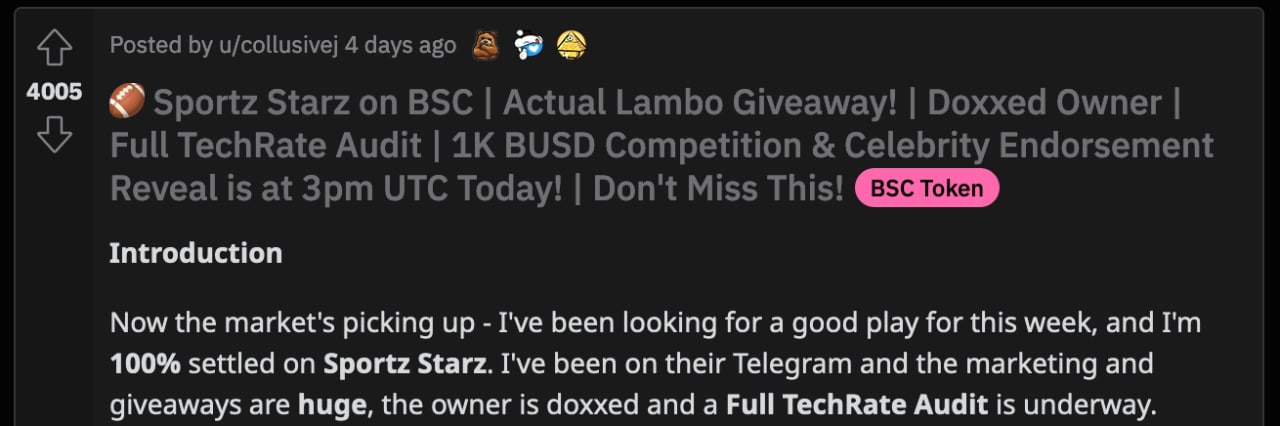 Posted by u/collusivej 4 days ago
4005
🏈 Sportz Starz on BSC | Actual Lambo Giveaway! | Doxxed Owner |
Full TechRate Audit | 1K BUSD Competition & Celebrity Endorsement
Reveal is at 3pm UTC Today! | Don't Miss This! BSC Token
Introduction
Now the market's picking up - I've been looking for a good play for this week, and I'm
100% settled on Sportz Starz. I've been on their Telegram and the marketing and
giveaways are huge, the owner is doxxed and a Full TechRate Audit is underway.